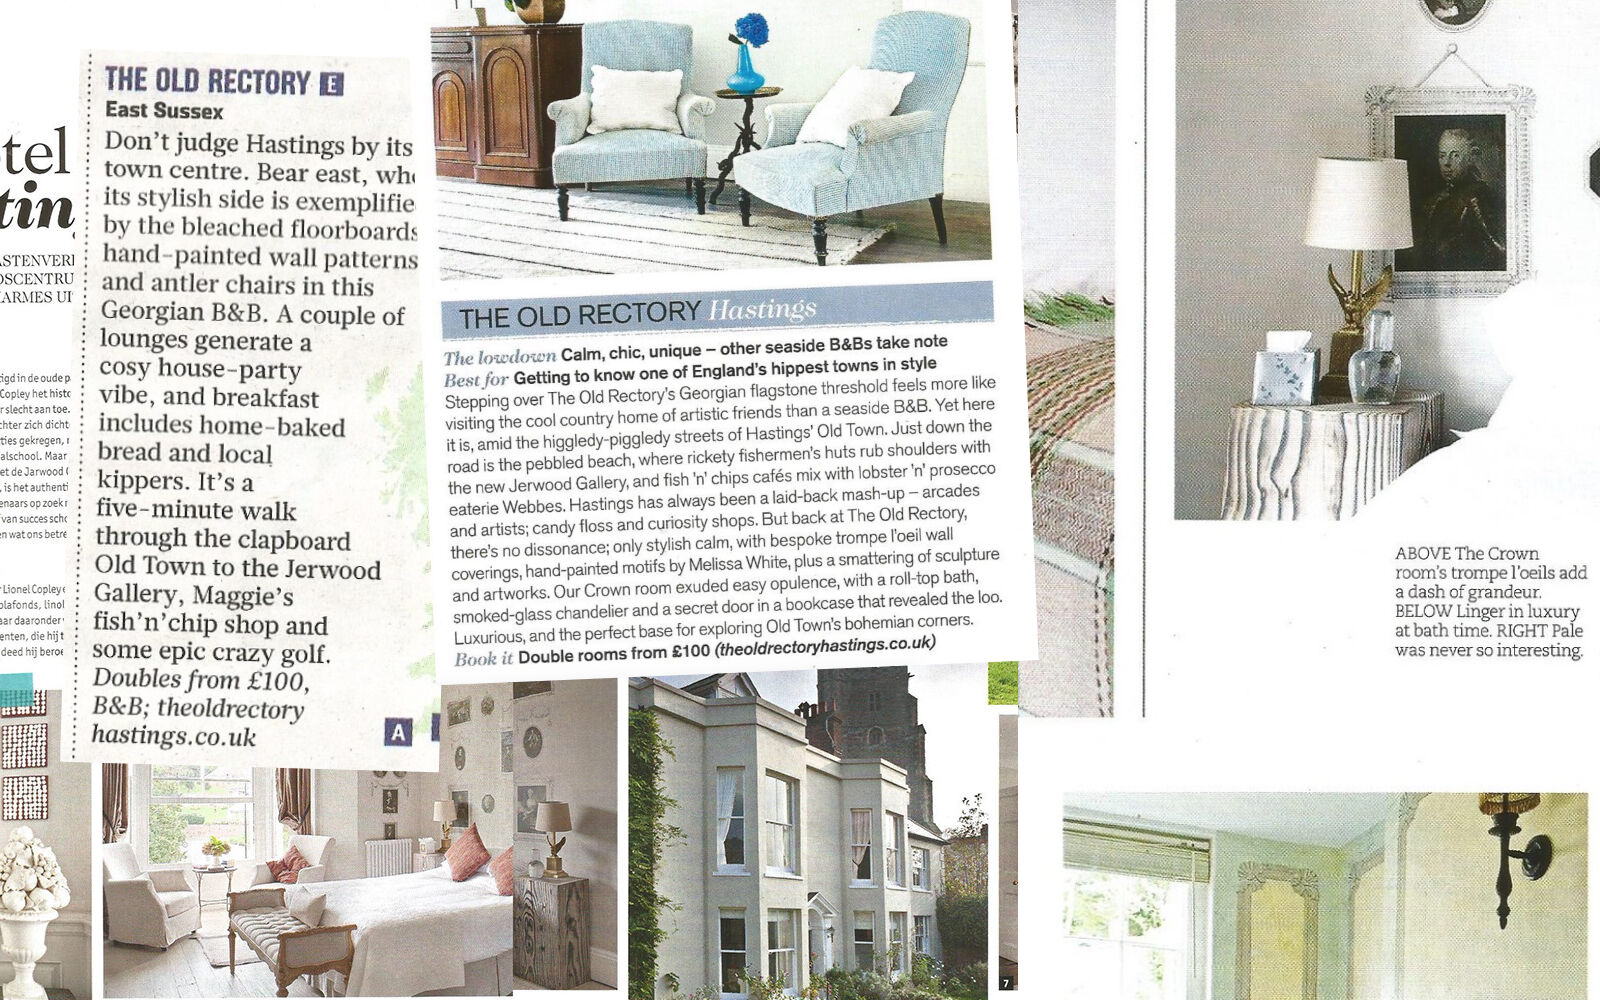 THE OLD RECTORY E
East Sussex
Don't judge Hastings by its
town centre. Bear east, whe
its stylish side is exemplifie
by the bleached floorboards
hand-painted wall patterns
and antler chairs in this
Georgian B&B. A couple of
lounges generate a
cosy house-party
vibe, and breakfast
includes home-baked
bread and local
kippers. It's a
five-minute walk
through the clapboard
Old Town to the Jerwood
Gallery, Maggie's
fish'n'chip shop and
some epic crazy golf.
Doubles from £100,
B&B; theoldrectory
hastings.co.uk
A
THE OLD RECTORY Hastings
The lowdown Calm, chic, unique – other seaside B&Bs take note
Best for Getting to know one of England's hippest towns in style
Stepping over The Old Rectory's Georgian flagstone threshold feels more like
visiting the cool country home of artistic friends than a seaside B&B. Yet here
it is, amid the higgledy-piggledy streets of Hastings' Old Town. Just down the
road is the pebbled beach, where rickety fishermen's huts rub shoulders with
the new Jerwood Gallery, and fish 'n' chips cafés mix with lobster 'n' prosecco
eaterie Webbes. Hastings has always been a laid-back mash-up – arcades
and artists; candy floss and curiosity shops. But back at The Old Rectory,
there's no dissonance; only stylish calm, with bespoke trompe l'oeil wall
coverings, hand-painted motifs by Melissa White, plus a smattering of sculpture
and artworks. Our Crown room exuded easy opulence, with a roll-top bath,
smoked-glass chandelier and a secret door in a bookcase that revealed the loo.
Luxurious, and the perfect base for exploring Old Town's bohemian corners.
Book it Double rooms from £100 (theoldrectoryhastings.co.uk)
ABOVE The Crown
room's trompe l'oeils add
a dash of grandeur.
BELOW Linger in luxury
at bath time. RIGHT Pale
was never so interesting.
tel
tin
ASTENVER
OSCENTRU
HARMES UI
tigd in de oude p
Copley het histo
r slecht aan toe.
chter zich dicht
ties gekregen, r
alschool. Maar
et de Jarwood
, is het authenti
enaars op zoek
van succes scho
en wat ons betre
Lionel Copley
plafonds, linol
aar daaronder
enten, die hij t
deed hij beroe
7